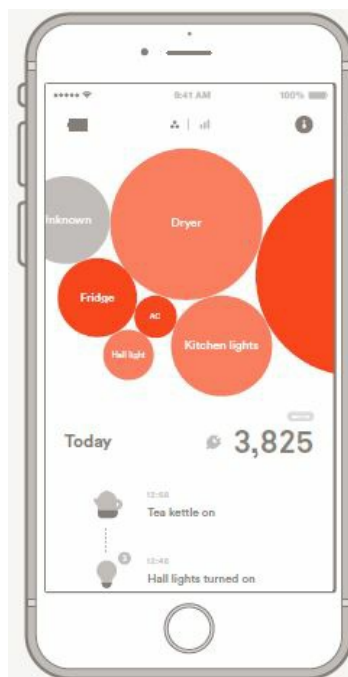 9:41 AM
100%
Unknown
Dryer
Fridge
AC
Hall light
Kitchen lights
Today
3,825
12:58
Tea kettle on
3
12:48
Hall lights turned on